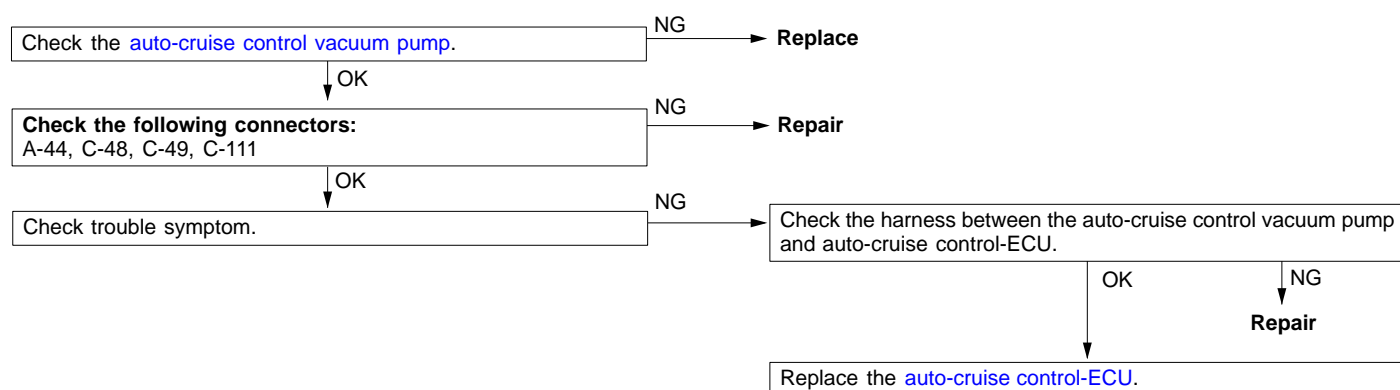 Check the auto-cruise control vacuum pump.
NG
Replace
OK
Check the following connectors:
A-44, C-48, C-49, C-111
NG
Repair
OK
Check trouble symptom.
NG
Check the harness between the auto-cruise control vacuum pump
and auto-cruise control-ECU.
OK
NG
Repair
Replace the auto-cruise control-ECU.